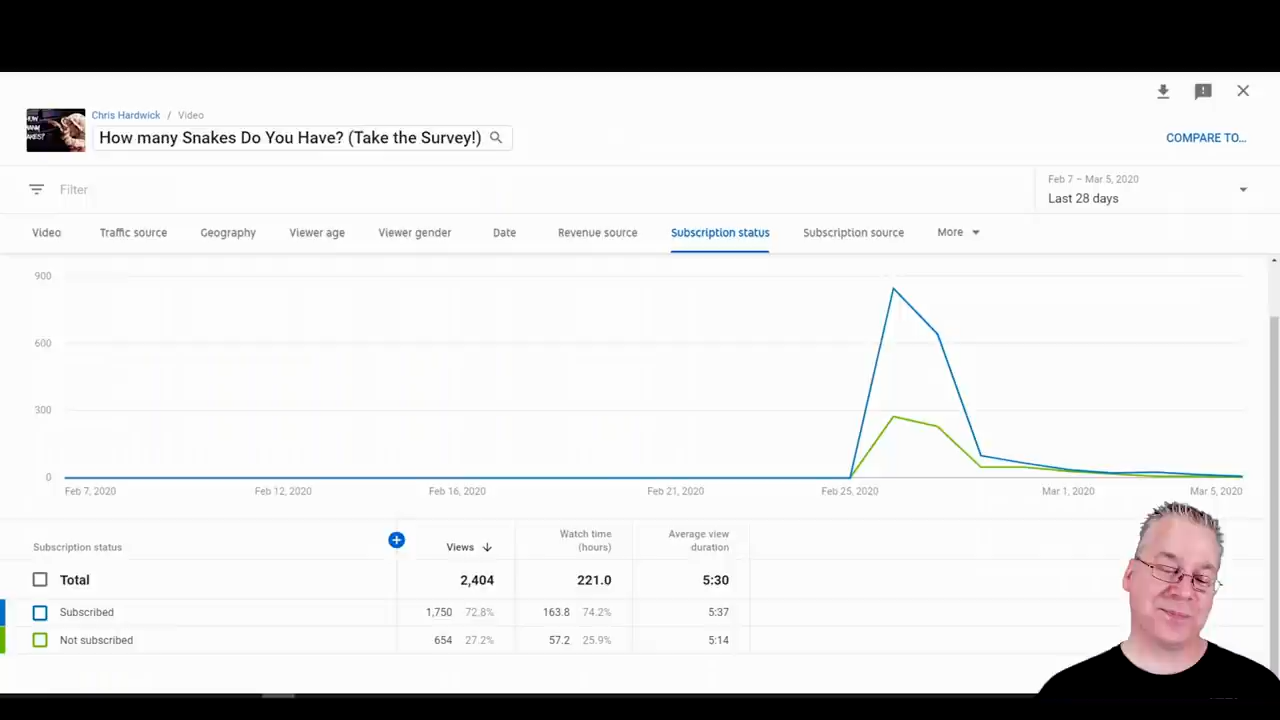 HOW
MANY
SNAKES?
Chris Hardwick / Video
How many Snakes Do You Have? (Take the Survey!)
COMPARE TO...
Filter
Feb 7 – Mar 5, 2020
Last 28 days
Video Traffic source Geography Viewer age Viewer gender Date Revenue source Subscription status Subscription source More
900
600
300
0
Feb 7, 2020 Feb 12, 2020 Feb 16, 2020 Feb 21, 2020 Feb 25, 2020 Mar 1, 2020 Mar 5, 2020
Subscription status Views Watch time (hours) Average view duration
Total 2,404 221.0 5:30
Subscribed 1,750 72.8% 163.8 74.2% 5:37
Not subscribed 654 27.2% 57.2 25.9% 5:14